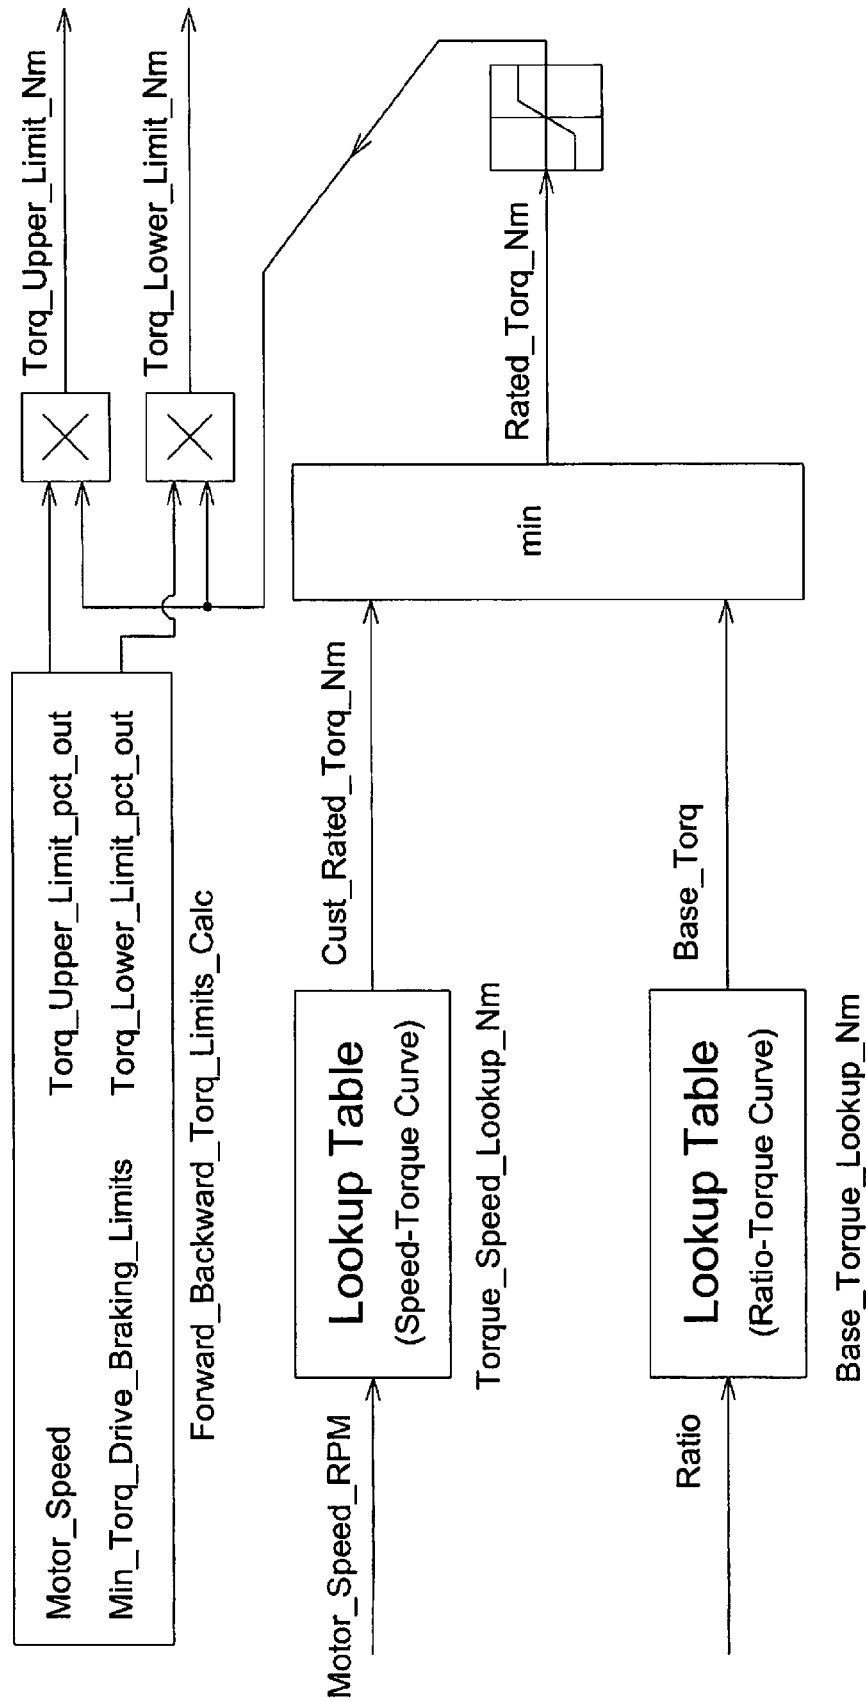 Motor_Speed
Torq_Upper_Limit_pct_out
Min_Torq_Drive_Braking_Limits
Torq_Lower_Limit_pct_out
Forward_Backward_Torq_Limits_Calc
Torq_Upper_Limit_Nm
Torq_Lower_Limit_Nm
Motor_Speed_RPM
Lookup Table
(Speed-Torque Curve)
Torque_Speed_Lookup_Nm
Cust_Rated_Torq_Nm
min
Rated_Torq_Nm
Ratio
Lookup Table
(Ratio-Torque Curve)
Base_Torque_Lookup_Nm
Base_Torq